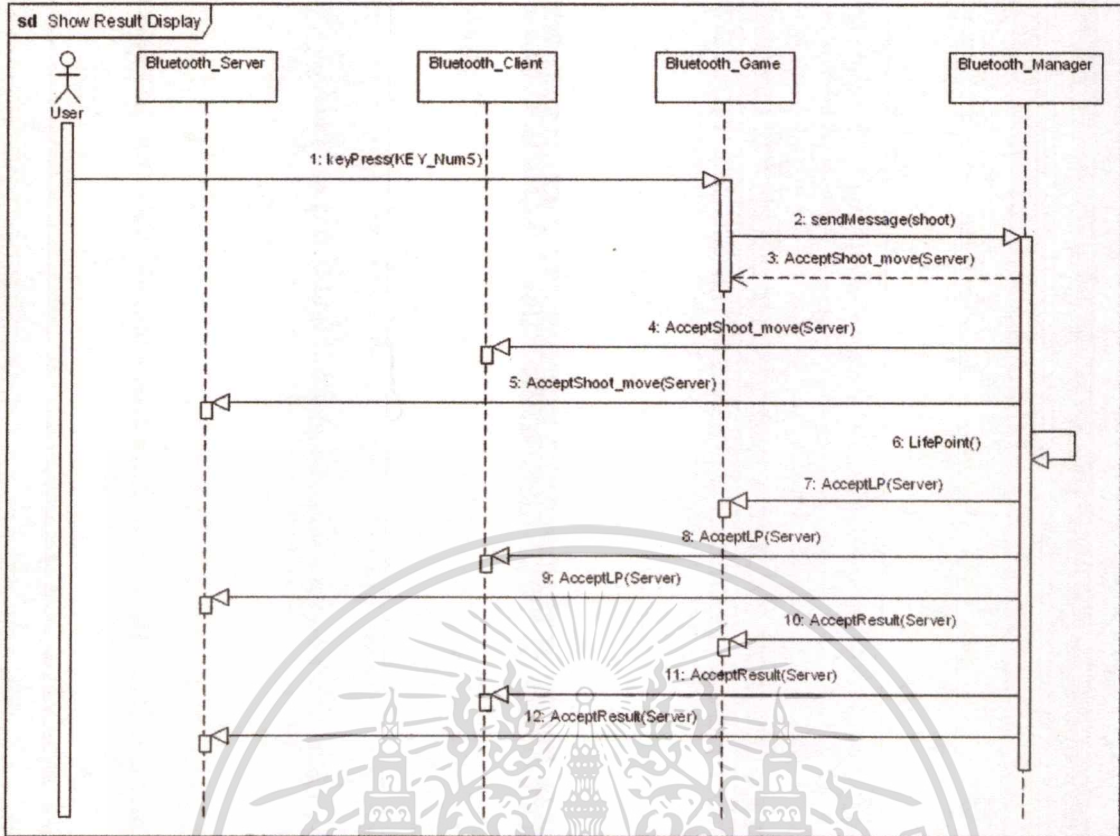 sd Show Result Display
Bluetooth_Server
Bluetooth_Client
Bluetooth_Game
Bluetooth_Manager
User
1: keyPress(KEY_Num5)
2: sendMessage(shoot)
3: AcceptShoot_move(Server)
4: AcceptShoot_move(Server)
5: AcceptShoot_move(Server)
6: LifePoint()
7: AcceptLP(Server)
8: AcceptLP(Server)
9: AcceptLP(Server)
10: AcceptResult(Server)
11: AcceptResult(Server)
12: AcceptResult(Server)